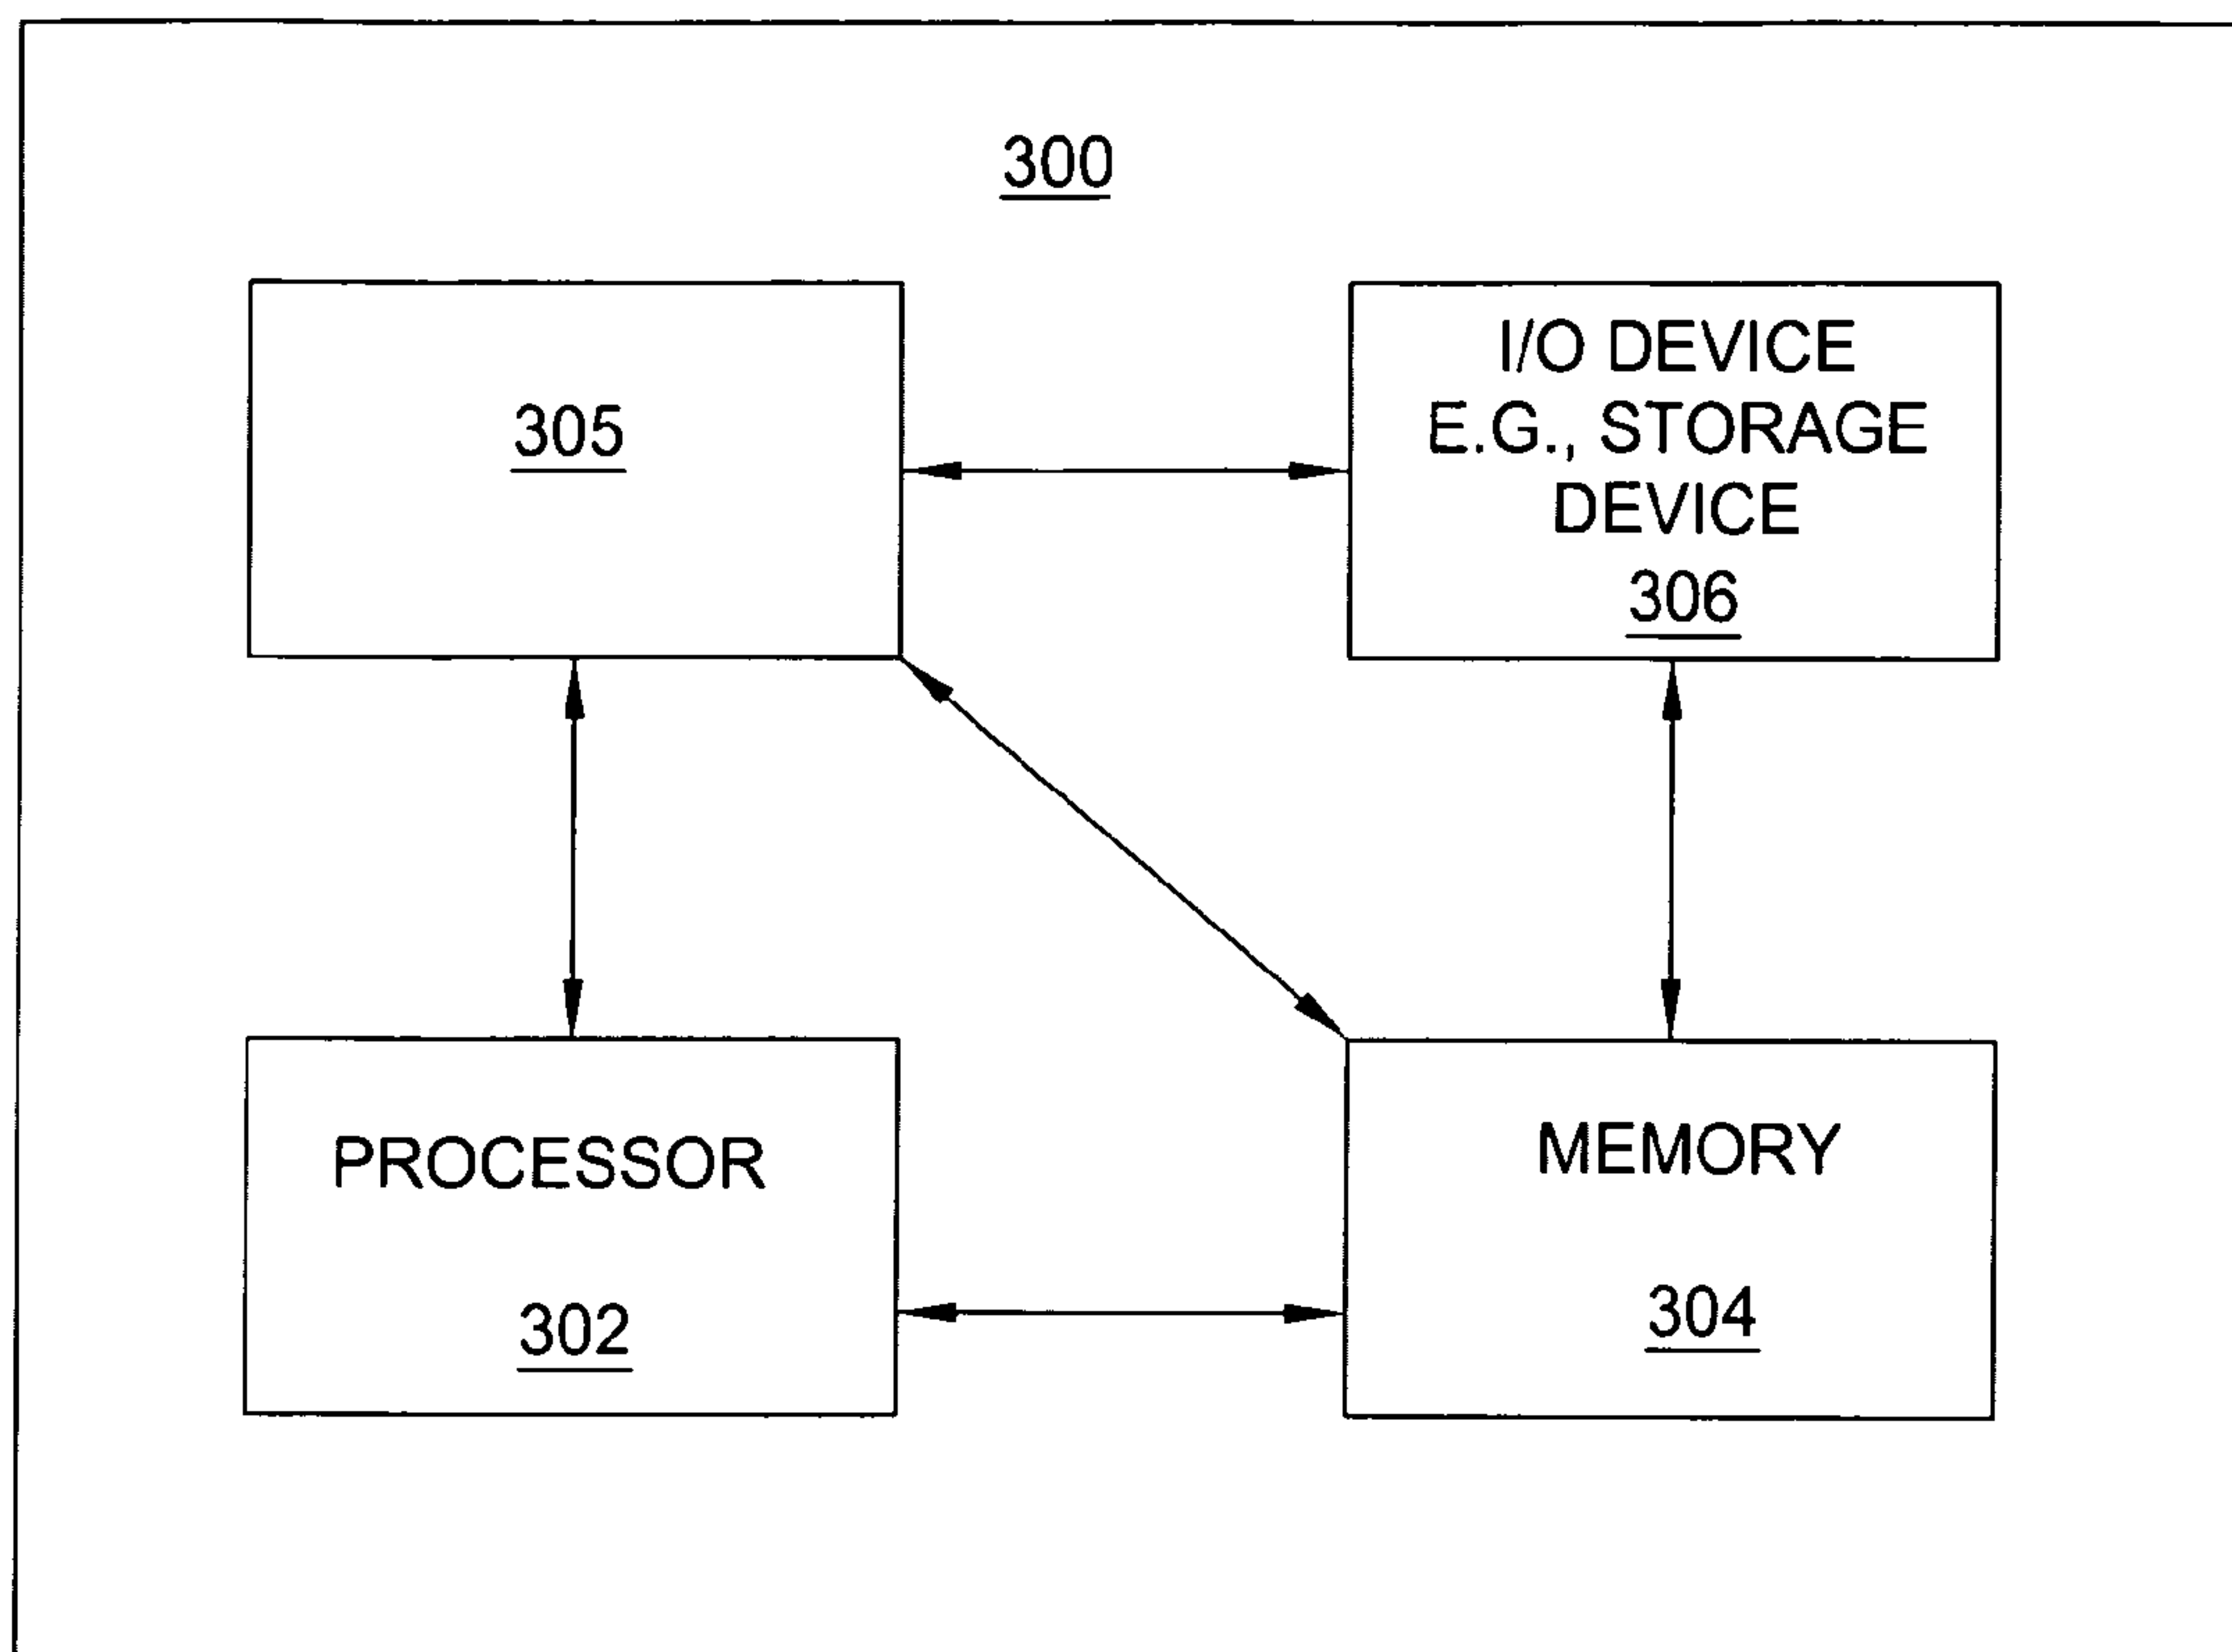 300
305
I/O DEVICE
E.G., STORAGE
DEVICE
306
PROCESSOR
302
MEMORY
304